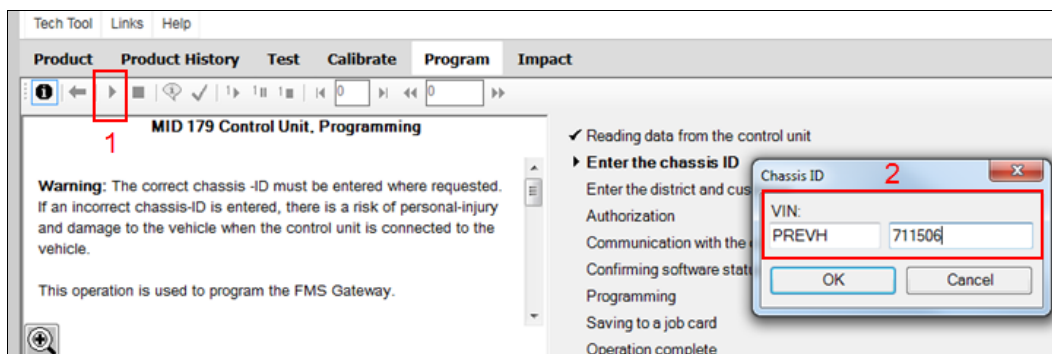 Tech Tool Links Help
Product Product History Test Calibrate Program Impact
0 0
1
MID 179 Control Unit, Programming
Warning: The correct chassis -ID must be entered where requested.
If an incorrect chassis-ID is entered, there is a risk of personal-injury
and damage to the vehicle when the control unit is connected to the
vehicle.
This operation is used to program the FMS Gateway.
Reading data from the control unit
Enter the chassis ID
Enter the district and cus
Authorization
Communication with the
Confirming software stat
Programming
Saving to a job card
Operation complete
Chassis ID 2
VIN:
PREVH 711506
OK Cancel